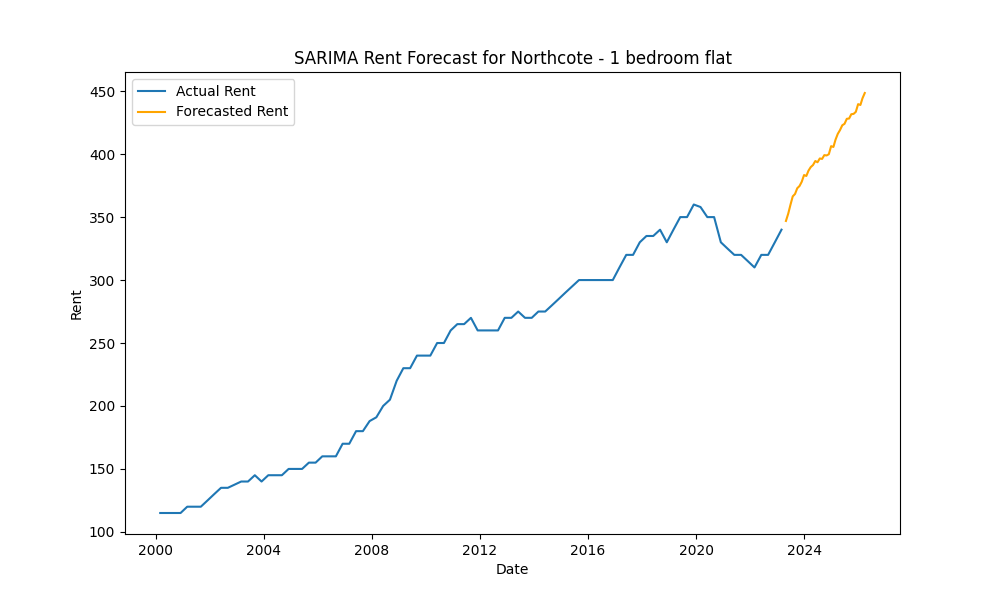 SARIMA Rent Forecast for Northcote - 1 bedroom flat
Actual Rent
Forecasted Rent
450
400
350
300
250
200
150
100
Rent
2000 2004 2008 2012 2016 2020 2024
Date